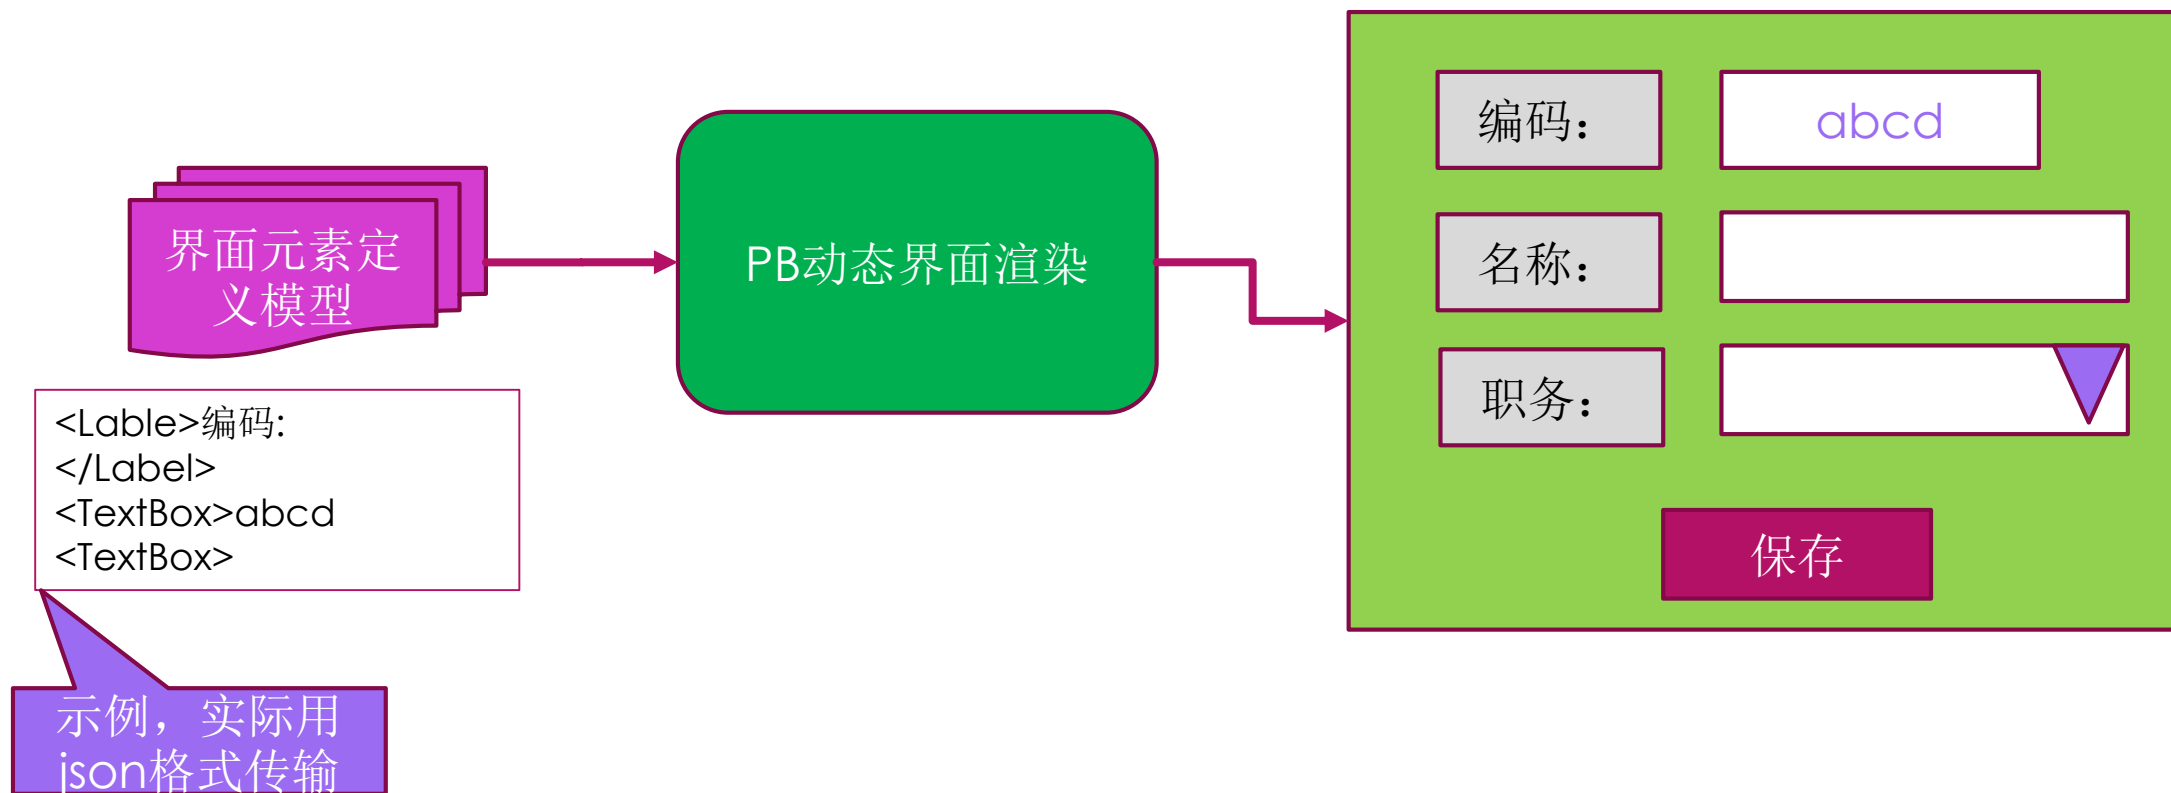 界面元素定
义模型
<Lable>编码:
</Label>
<TextBox>abcd
<TextBox>
示例，实际用
json格式传输
PB动态界面渲染
编码：
abcd
名称：
职务：
保存